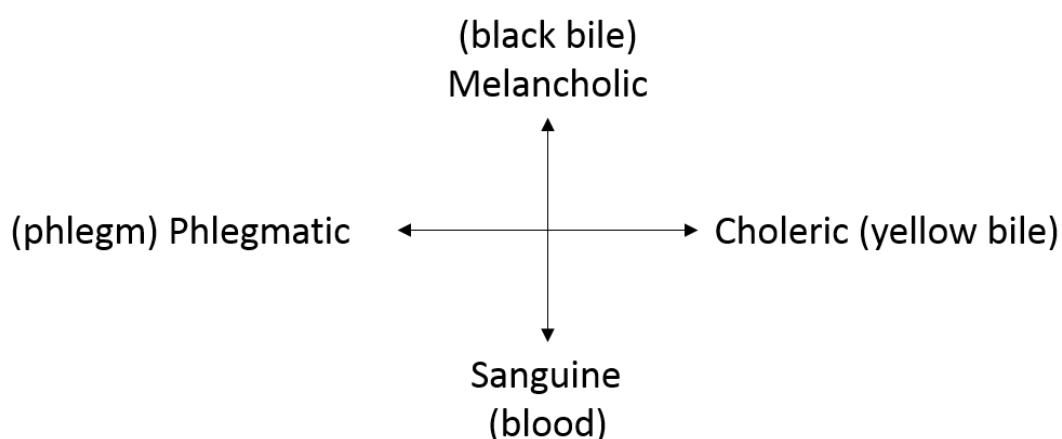 (black bile)
Melancholic
(phlegm) Phlegmatic
Choleric (yellow bile)
Sanguine
(blood)